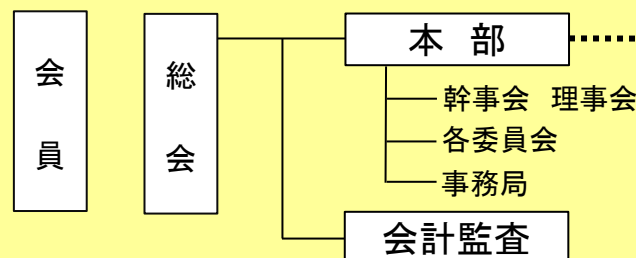 会員
総会
本部
幹事会 理事会
各委員会
事務局
会計監査